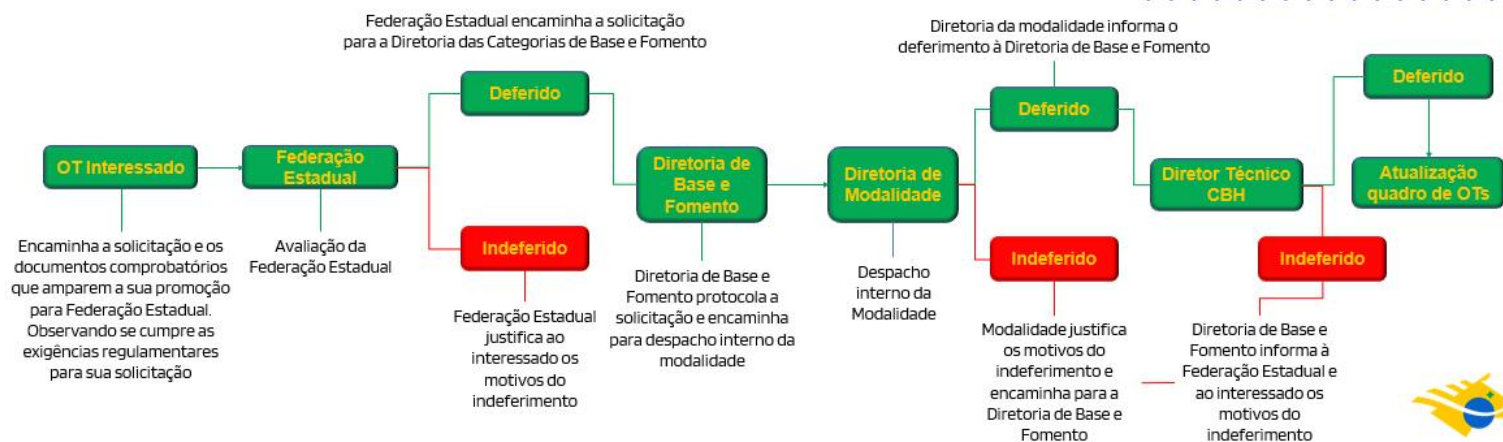 Federação Estadual encaminha a solicitação
para a Diretoria das Categorias de Base e Fomento
Diretoria da modalidade informa o
deferimento à Diretoria de Base e Fomento
Deferido
Deferido
Deferido
OT Interessado
Federação
Estadual
Diretoria de
Base e
Fomento
Diretoria de
Modalidade
Diretor Técnico
CBH
Atualização
quadro de OTs
Encaminha a solicitação e os
documentos comprobatórios
que amparem a sua promoção
para Federação Estadual.
Observando se cumpre as
exigências regulamentares
para sua solicitação
Avaliação da
Federação Estadual
Indeferido
Indeferido
Indeferido
Federação Estadual
justifica ao
interessado os
motivos do
indeferimento
Diretoria de Base e
Fomento protocola a
solicitação e encaminha
para despacho interno da
modalidade
Despacho
interno da
Modalidade
Modalidade justifica
os motivos do
indeferimento e
encaminha para a
Diretoria de Base e
Fomento
Diretoria de Base e
Fomento informa à
Federação Estadual e
ao interessado os
motivos do
indeferimento